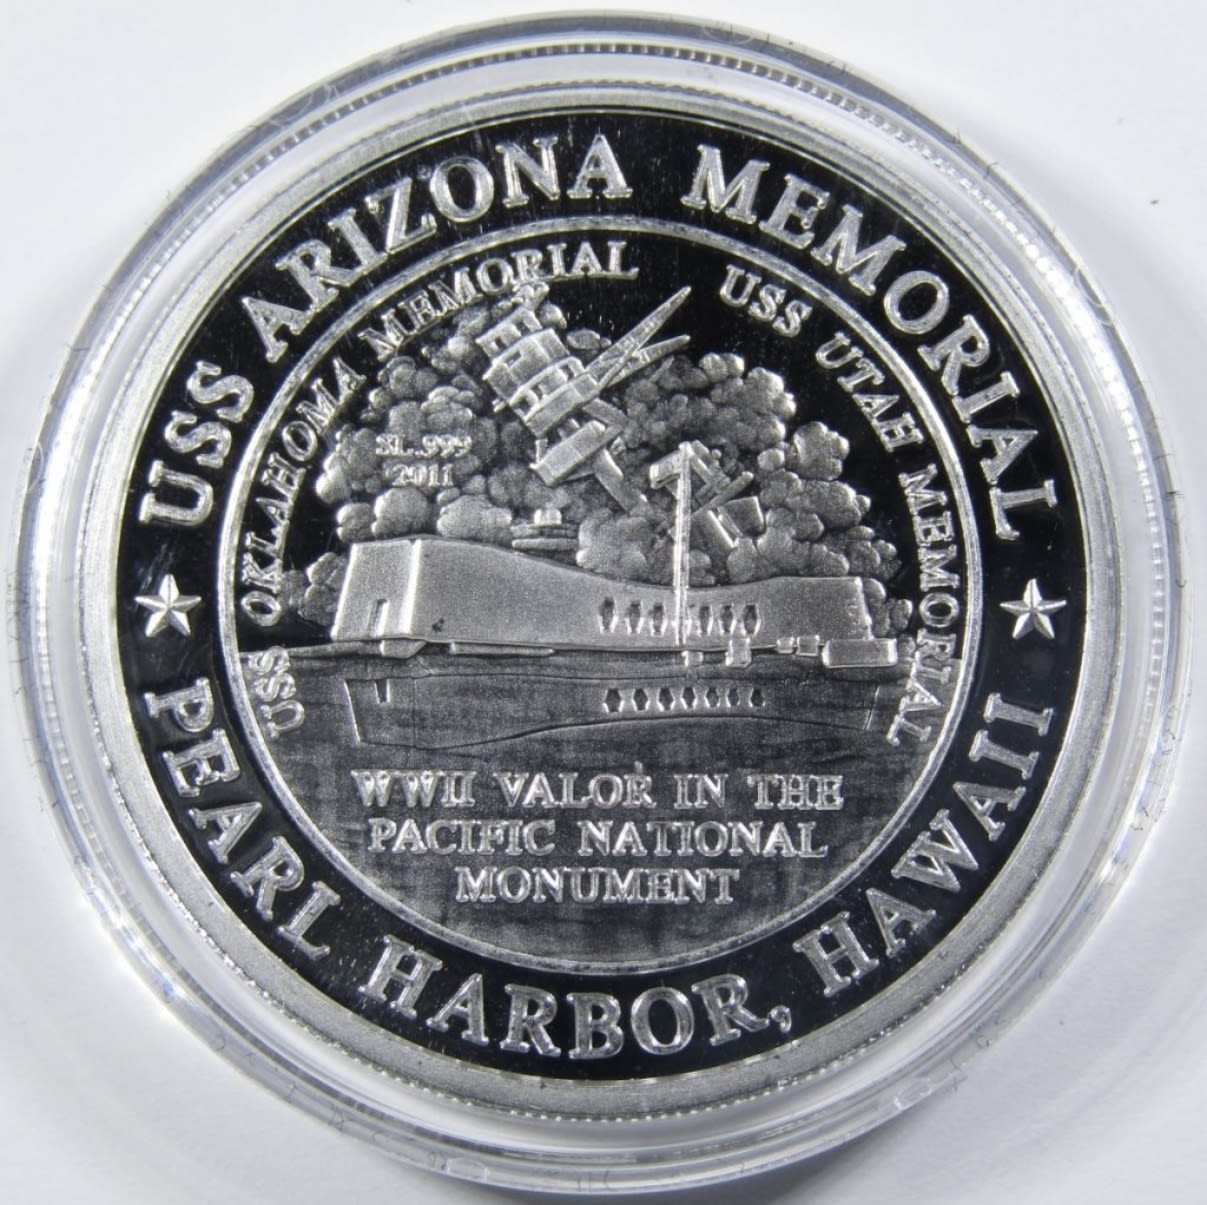 USS ARIZONA MEMORIAL
USS OKLAHOMA MEMORIAL
USS UTAH MEMORIAL
SL.999
2011
WWII VALOR IN THE
PACIFIC NATIONAL
MONUMENT
PEARL HARBOR, HAWAII